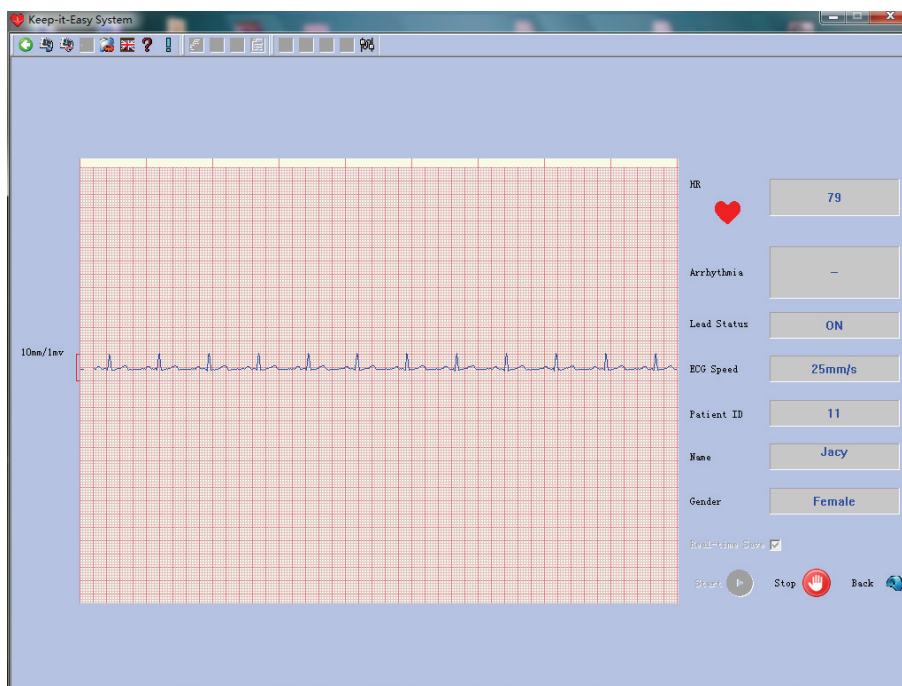 Keep-it-Easy System
HR
79
Arrhythmia
–
Lead Status
ON
10mm/1mv
ECG Speed
25mm/s
Patient ID
11
Name
Jacy
Gender
Female
Real-time Save
Start
Stop
Back